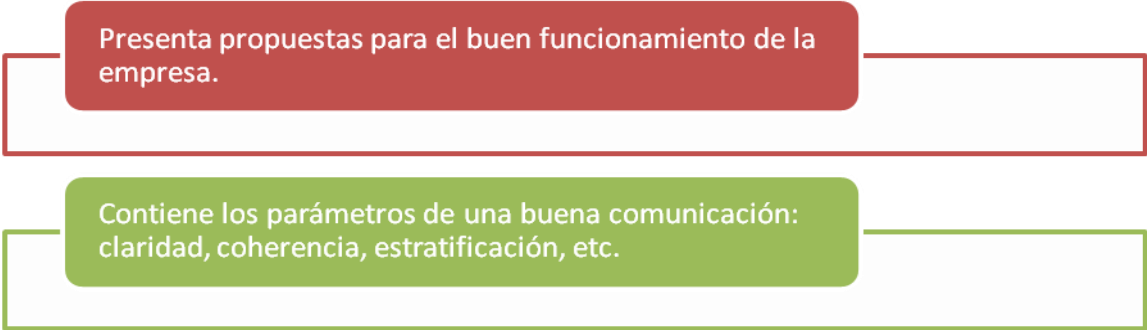 Presenta propuestas para el buen funcionamiento de la
empresa.
Contiene los parámetros de una buena comunicación:
claridad, coherencia, estratificación, etc.